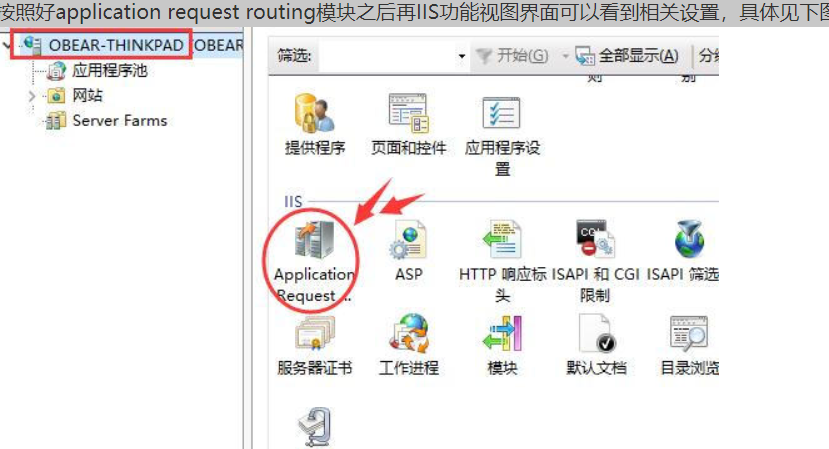 按照好application request routing模块之后再IIS功能视图界面可以看到相关设置，具体见下图
OBEAR-THINKPAD (OBEAR
应用程序池
网站
Server Farms
筛选: 开始(G) 全部显示(A) 分组
则 别
提供程序 页面和控件 应用程序设
置
IIS
Application ASP HTTP 响应标 ISAPI 和 CGI ISAPI 筛选
Request ... 头 限制
服务器证书 工作进程 模块 默认文档 目录浏览